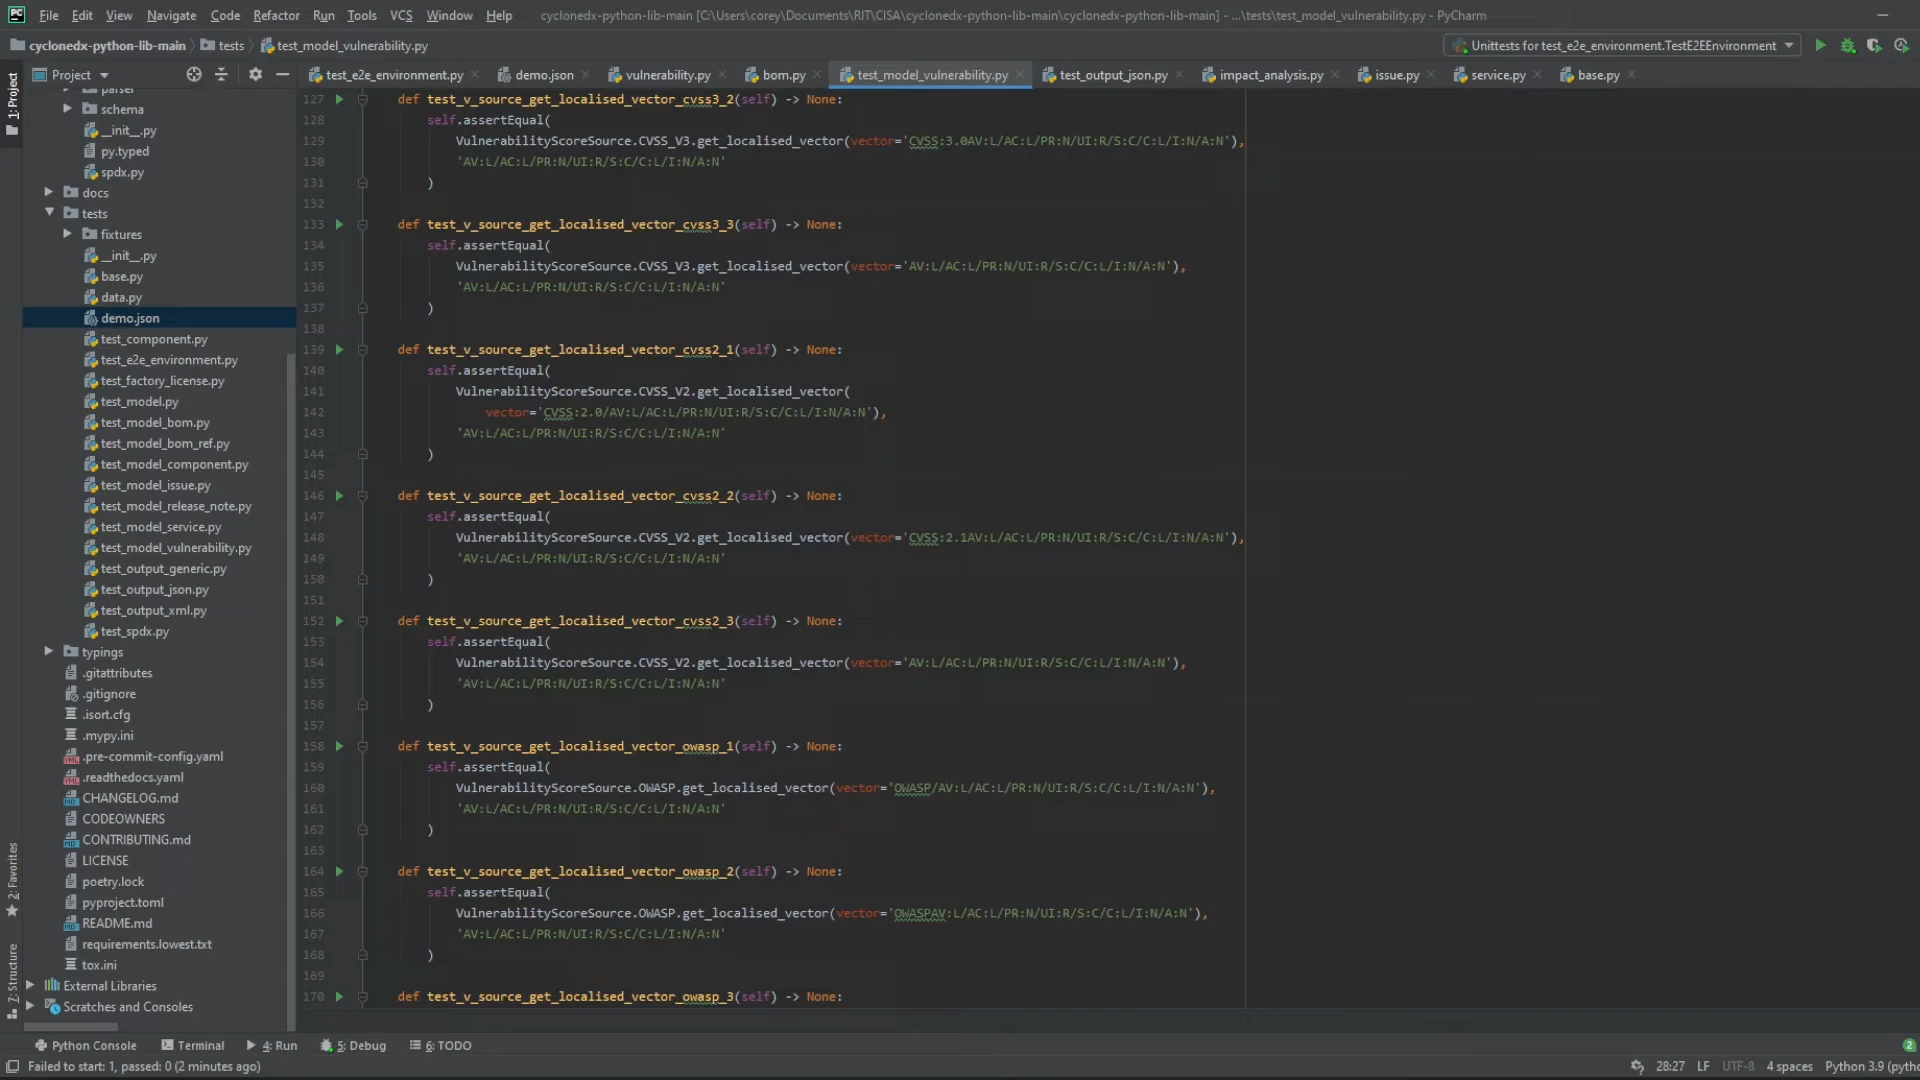 PC File Edit View Navigate Code Refactor Run Tools VCS Window Help cyclonedx-python-lib-main [C:\Users\corey\Documents\RIT\CISA\cyclonedx-python-lib-main\cyclonedx-python-lib-main] - ...\tests\test_model_vulnerability.py - PyCharm
cyclonedx-python-lib-main tests test_model_vulnerability.py Unittests for test_e2e_environment.TestE2EEnvironment
1: Project
Project
test_e2e_environment.py demo.json vulnerability.py bom.py test_model_vulnerability.py test_output_json.py impact_analysis.py issue.py service.py base.py
parser
schema
__init__.py
py.typed
spdx.py
docs
tests
fixtures
__init__.py
base.py
data.py
demo.json
test_component.py
test_e2e_environment.py
test_factory_license.py
test_model.py
test_model_bom.py
test_model_bom_ref.py
test_model_component.py
test_model_issue.py
test_model_release_note.py
test_model_service.py
test_model_vulnerability.py
test_output_generic.py
test_output_json.py
test_output_xml.py
test_spdx.py
typings
.gitattributes
.gitignore
.isort.cfg
.mypy.ini
.pre-commit-config.yaml
.readthedocs.yaml
CHANGELOG.md
CODEOWNERS
CONTRIBUTING.md
LICENSE
poetry.lock
pyproject.toml
README.md
requirements.lowest.txt
tox.ini
External Libraries
Scratches and Consoles
2: Favorites
7: Structure
127 def test_v_source_get_localised_vector_cvss3_2(self) -> None:
128 self.assertEqual(
129 VulnerabilityScoreSource.CVSS_V3.get_localised_vector(vector='CVSS:3.0AV:L/AC:L/PR:N/UI:R/S:C/C:L/I:N/A:N'),
130 'AV:L/AC:L/PR:N/UI:R/S:C/C:L/I:N/A:N'
131 )
132
133 def test_v_source_get_localised_vector_cvss3_3(self) -> None:
134 self.assertEqual(
135 VulnerabilityScoreSource.CVSS_V3.get_localised_vector(vector='AV:L/AC:L/PR:N/UI:R/S:C/C:L/I:N/A:N'),
136 'AV:L/AC:L/PR:N/UI:R/S:C/C:L/I:N/A:N'
137 )
138
139 def test_v_source_get_localised_vector_cvss2_1(self) -> None:
140 self.assertEqual(
141 VulnerabilityScoreSource.CVSS_V2.get_localised_vector(
142 vector='CVSS:2.0/AV:L/AC:L/PR:N/UI:R/S:C/C:L/I:N/A:N'),
143 'AV:L/AC:L/PR:N/UI:R/S:C/C:L/I:N/A:N'
144 )
145
146 def test_v_source_get_localised_vector_cvss2_2(self) -> None:
147 self.assertEqual(
148 VulnerabilityScoreSource.CVSS_V2.get_localised_vector(vector='CVSS:2.1AV:L/AC:L/PR:N/UI:R/S:C/C:L/I:N/A:N'),
149 'AV:L/AC:L/PR:N/UI:R/S:C/C:L/I:N/A:N'
150 )
151
152 def test_v_source_get_localised_vector_cvss2_3(self) -> None:
153 self.assertEqual(
154 VulnerabilityScoreSource.CVSS_V2.get_localised_vector(vector='AV:L/AC:L/PR:N/UI:R/S:C/C:L/I:N/A:N'),
155 'AV:L/AC:L/PR:N/UI:R/S:C/C:L/I:N/A:N'
156 )
157
158 def test_v_source_get_localised_vector_owasp_1(self) -> None:
159 self.assertEqual(
160 VulnerabilityScoreSource.OWASP.get_localised_vector(vector='OWASP/AV:L/AC:L/PR:N/UI:R/S:C/C:L/I:N/A:N'),
161 'AV:L/AC:L/PR:N/UI:R/S:C/C:L/I:N/A:N'
162 )
163
164 def test_v_source_get_localised_vector_owasp_2(self) -> None:
165 self.assertEqual(
166 VulnerabilityScoreSource.OWASP.get_localised_vector(vector='OWASPAV:L/AC:L/PR:N/UI:R/S:C/C:L/I:N/A:N'),
167 'AV:L/AC:L/PR:N/UI:R/S:C/C:L/I:N/A:N'
168 )
169
170 def test_v_source_get_localised_vector_owasp_3(self) -> None:
Python Console Terminal 4: Run 5: Debug 6: TODO 2
Failed to start: 1, passed: 0 (2 minutes ago) 28:27 LF UTF-8 4 spaces Python 3.9 (pytho